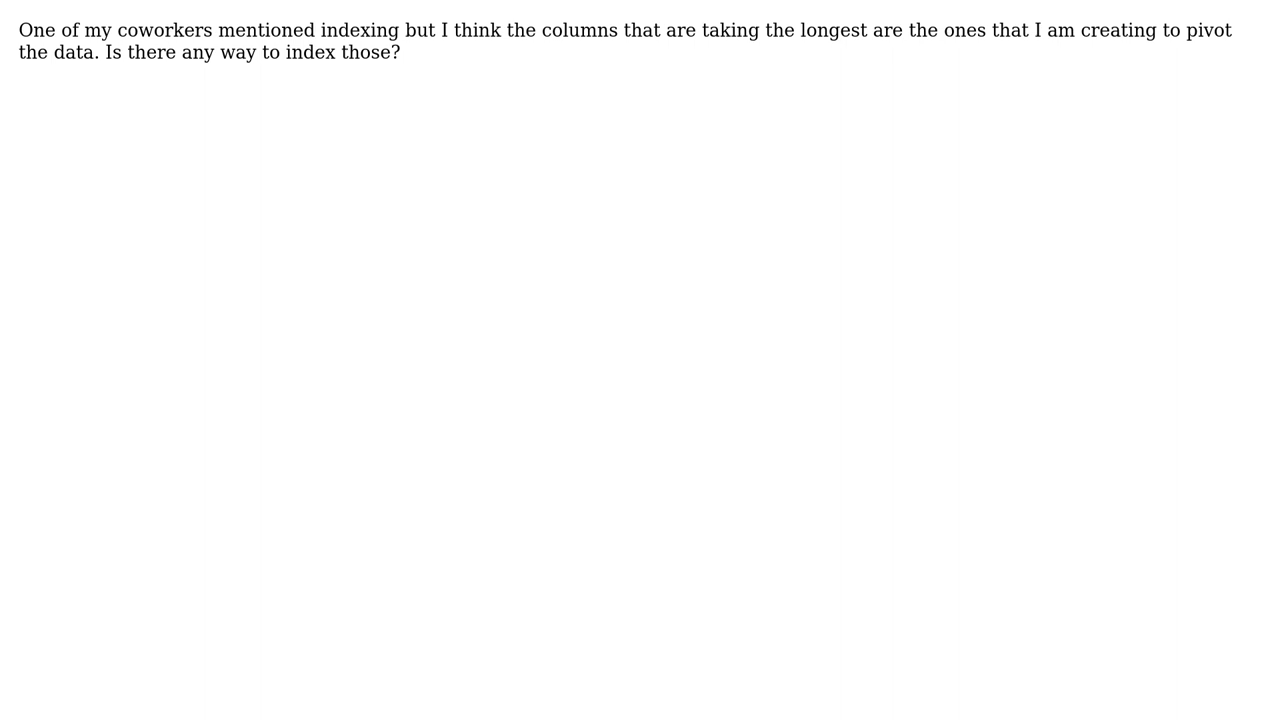 One of my coworkers mentioned indexing but I think the columns that are taking the longest are the ones that I am creating to pivot
the data. Is there any way to index those?